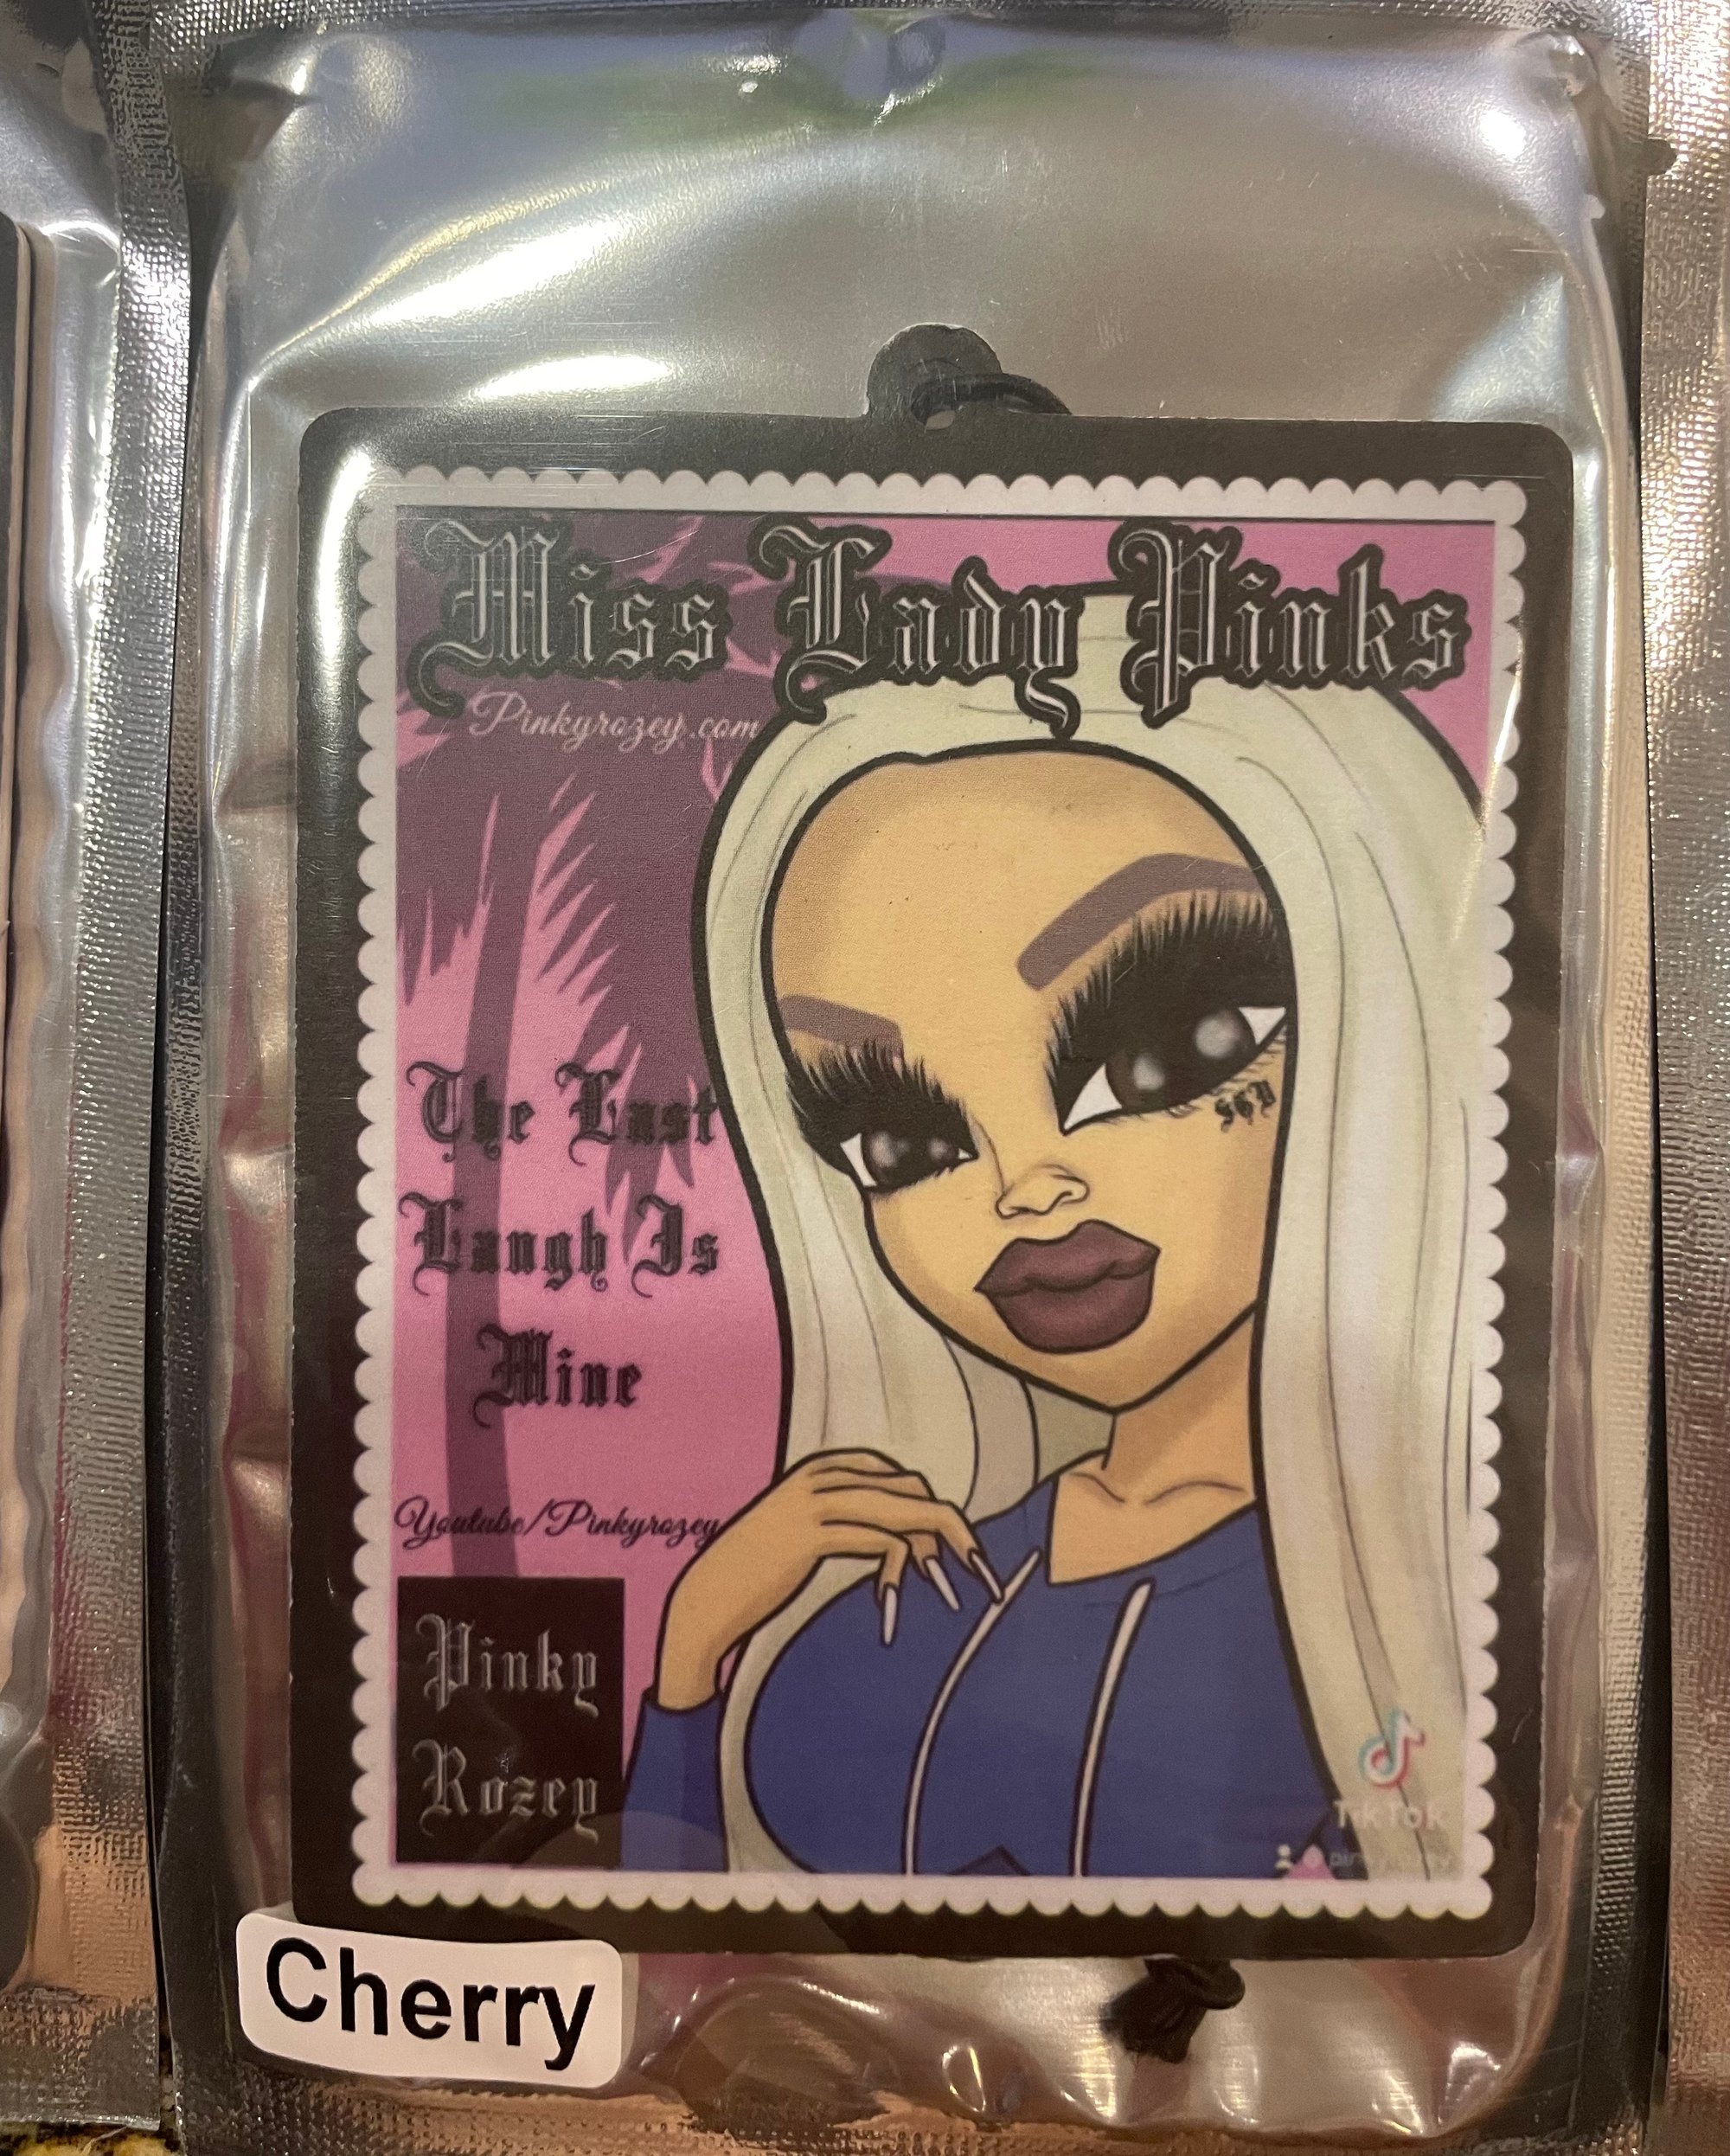 Miss Lady Pinks
Pinkyrozey.com
The Last
Laugh Is
Mine
Youtube/Pinkyrozey
Pinky
Rozey
TikTok
Cherry